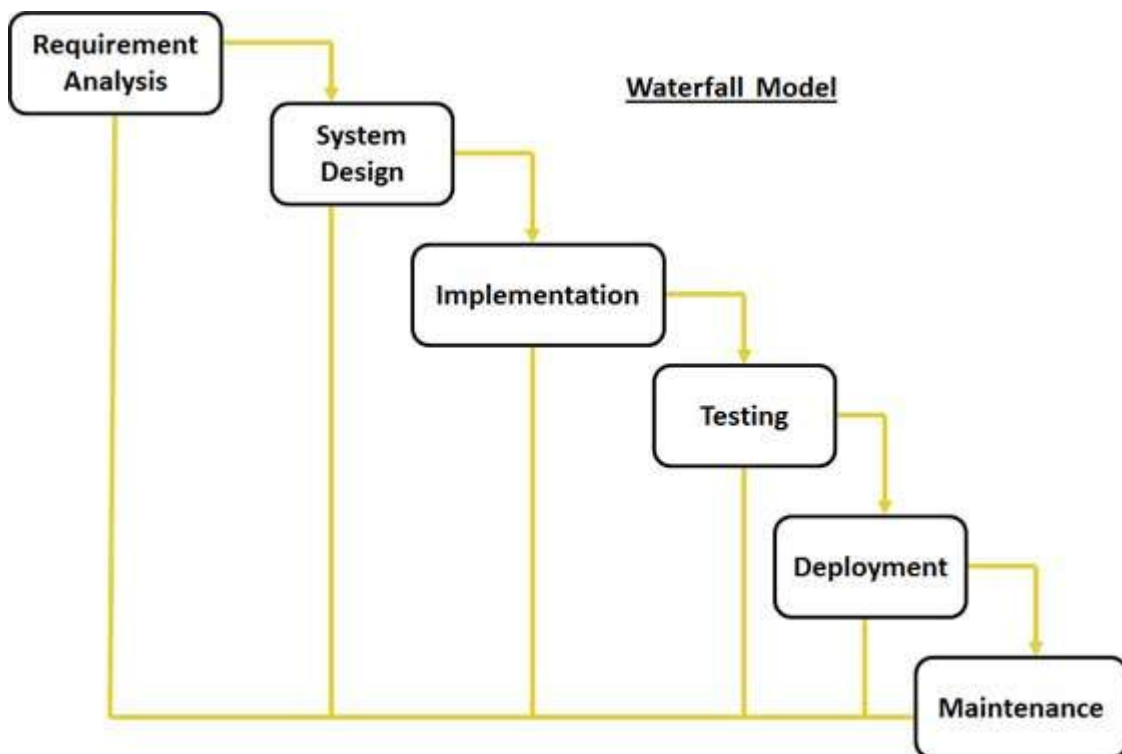 Requirement
Analysis
Waterfall Model
System
Design
Implementation
Testing
Deployment
Maintenance